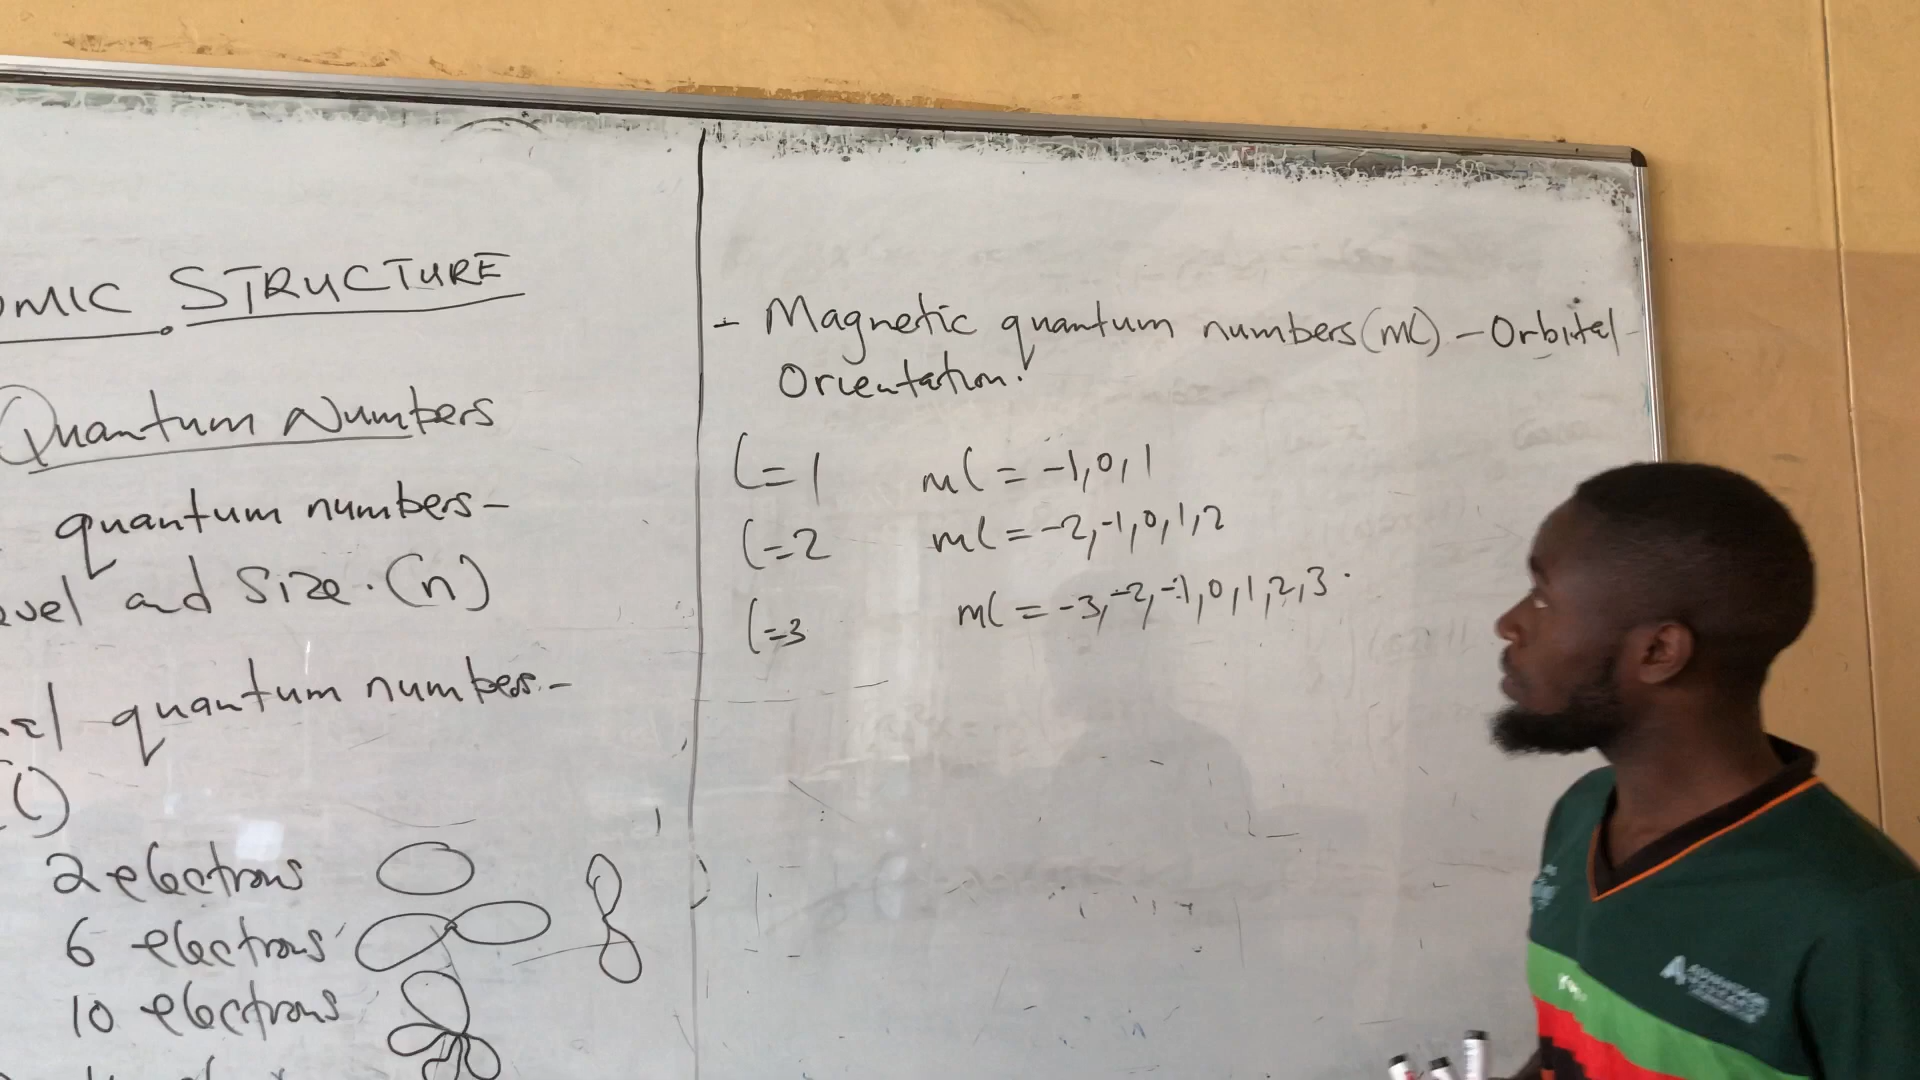 OMIC STRUCTURE
Quantum Numbers
quantum numbers-
vel and Size. (n)
al quantum numbers.-
(l)
2 electrons
6 electrons
10 electrons
- Magnetic quantum numbers (ml) - Orbital
Orientation.
l=1 ml = -1,0,1
l=2 ml = -2,-1,0,1,2
l=3 ml = -3,-2,-1,0,1,2,3.